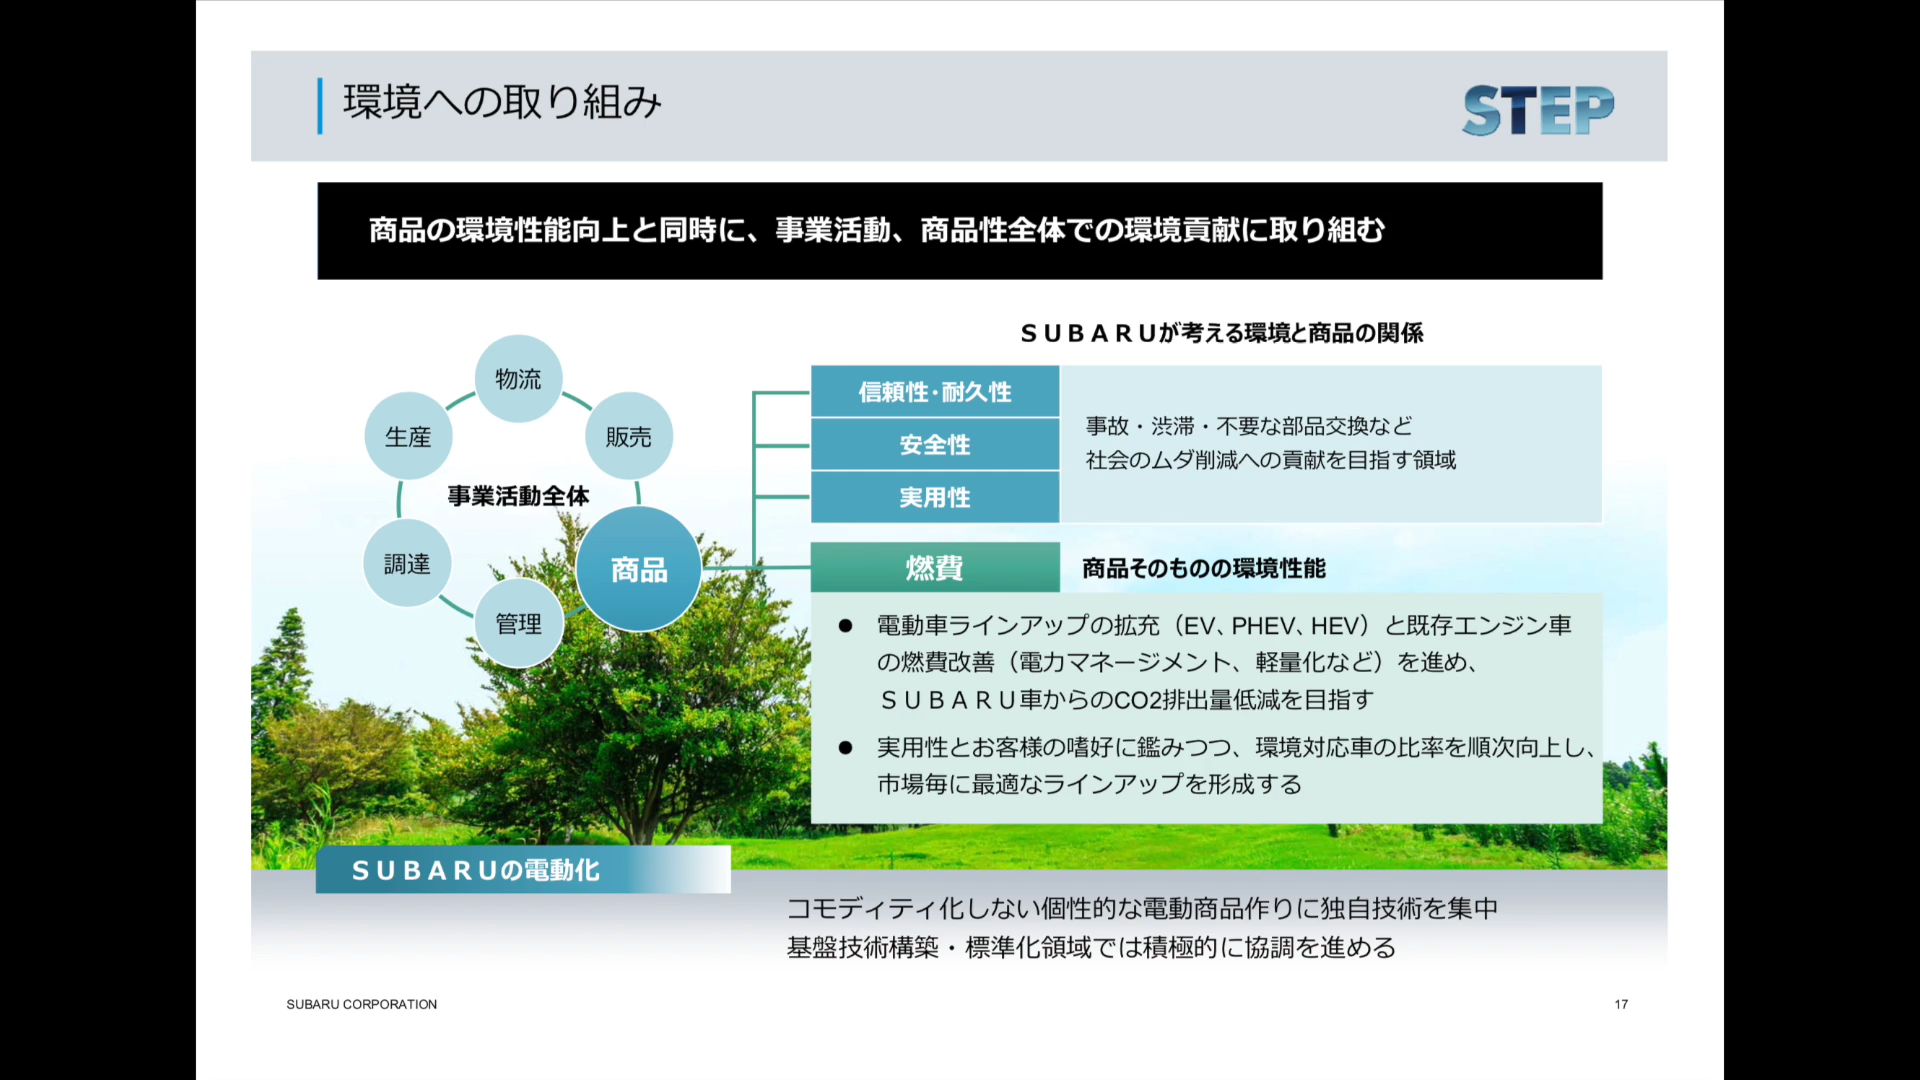 環境への取り組み
STEP
商品の環境性能向上と同時に、事業活動、商品性全体での環境貢献に取り組む
物流
生産
販売
事業活動全体
調達
商品
管理
ＳＵＢＡＲＵが考える環境と商品の関係
信頼性・耐久性
安全性
実用性
事故・渋滞・不要な部品交換など
社会のムダ削減への貢献を目指す領域
燃費
商品そのものの環境性能
● 電動車ラインアップの拡充（EV、PHEV、HEV）と既存エンジン車
の燃費改善（電力マネージメント、軽量化など）を進め、
ＳＵＢＡＲＵ車からのCO2排出量低減を目指す
● 実用性とお客様の嗜好に鑑みつつ、環境対応車の比率を順次向上し、
市場毎に最適なラインアップを形成する
ＳＵＢＡＲＵの電動化
コモディティ化しない個性的な電動商品作りに独自技術を集中
基盤技術構築・標準化領域では積極的に協調を進める
SUBARU CORPORATION
17